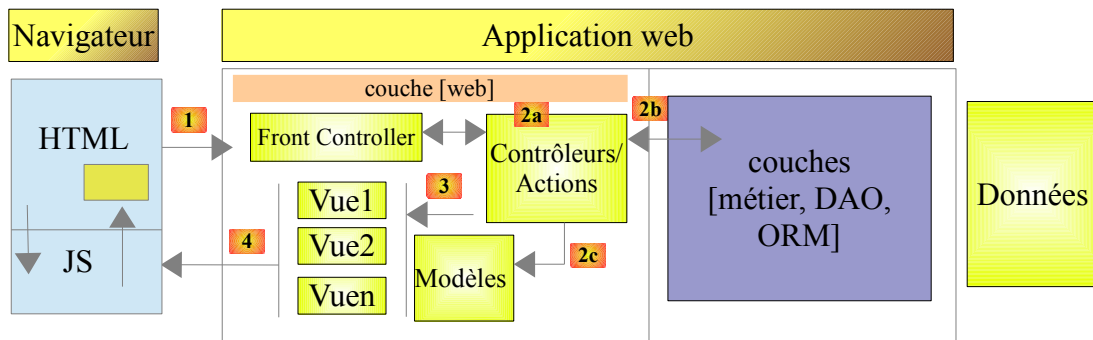 Navigateur
Application web
couche [web]
HTML
1
Front Controller
2a
2b
Contrôleurs/
Actions
couches
[métier, DAO,
ORM]
Données
Vue1
3
JS
4
Vue2
Modèles
2c
Vuen